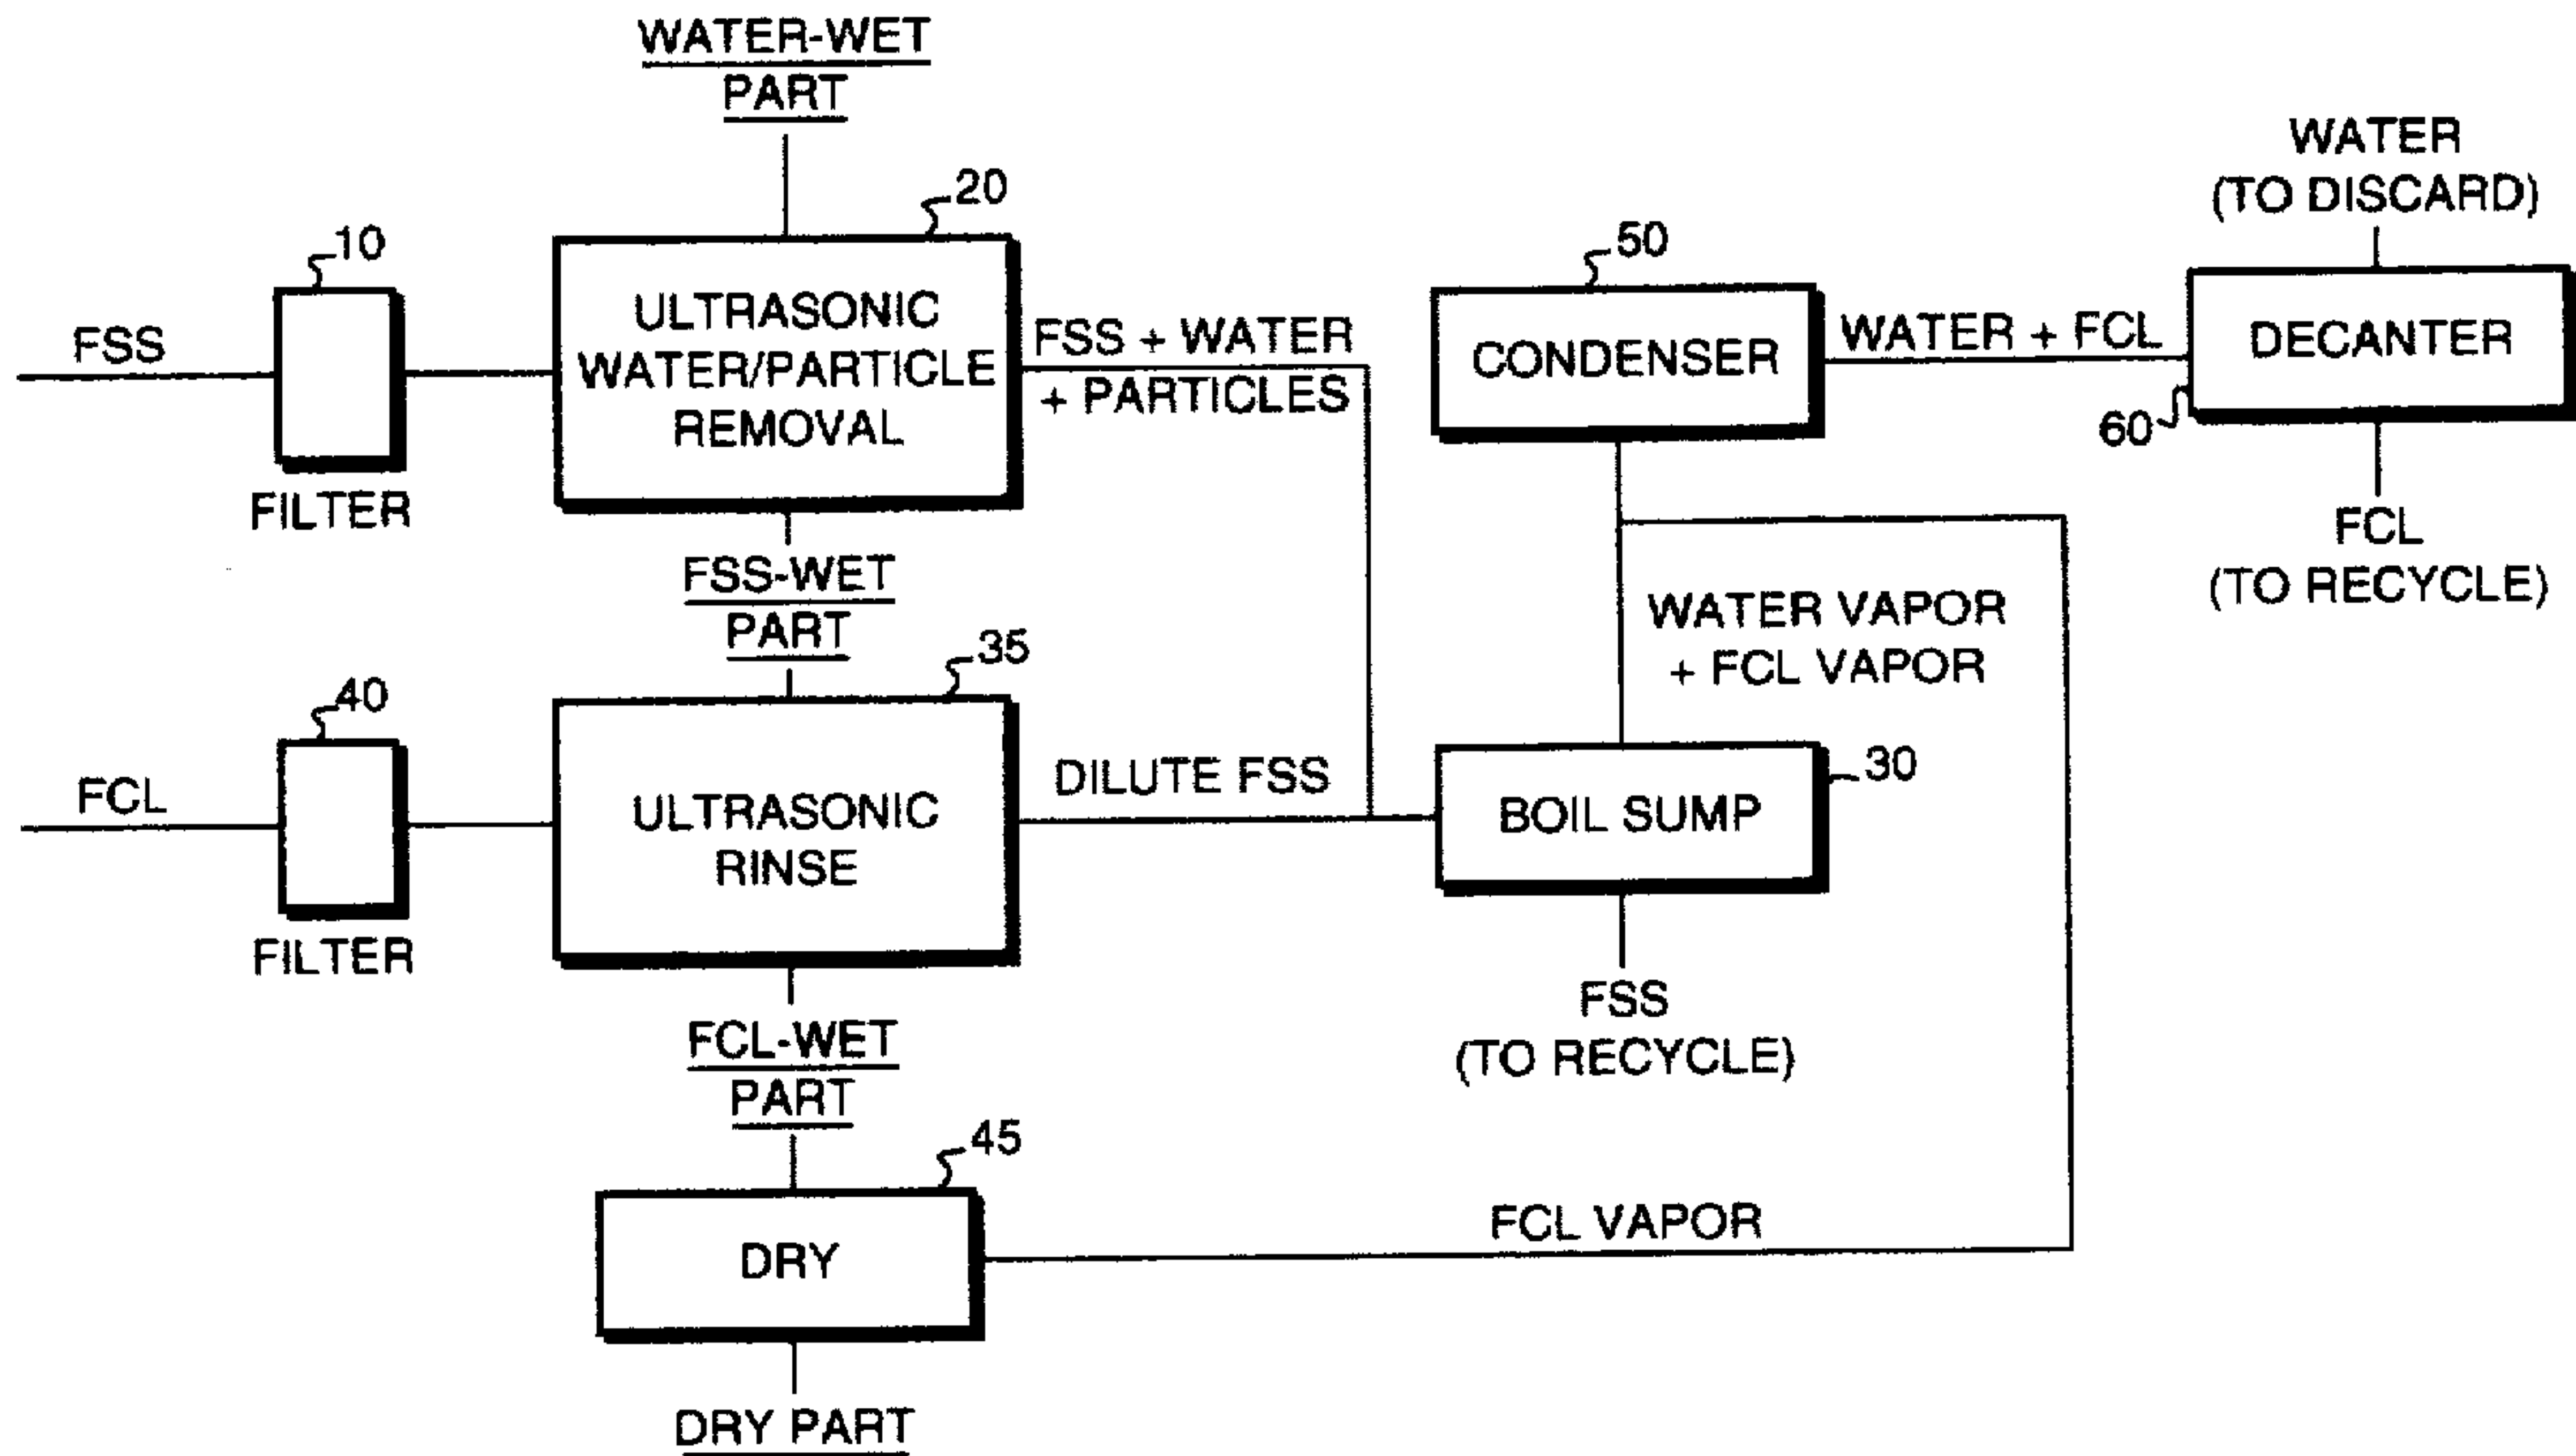 WATER-WET
PART
20
10
FSS
ULTRASONIC
WATER/PARTICLE
REMOVAL
FILTER
FSS + WATER
+ PARTICLES
50
CONDENSER
WATER + FCL
WATER
(TO DISCARD)
DECANTER
60
FCL
(TO RECYCLE)
FSS-WET
PART
35
40
FCL
ULTRASONIC
RINSE
FILTER
DILUTE FSS
WATER VAPOR
+ FCL VAPOR
30
BOIL SUMP
FSS
(TO RECYCLE)
FCL-WET
PART
45
DRY
FCL VAPOR
DRY PART